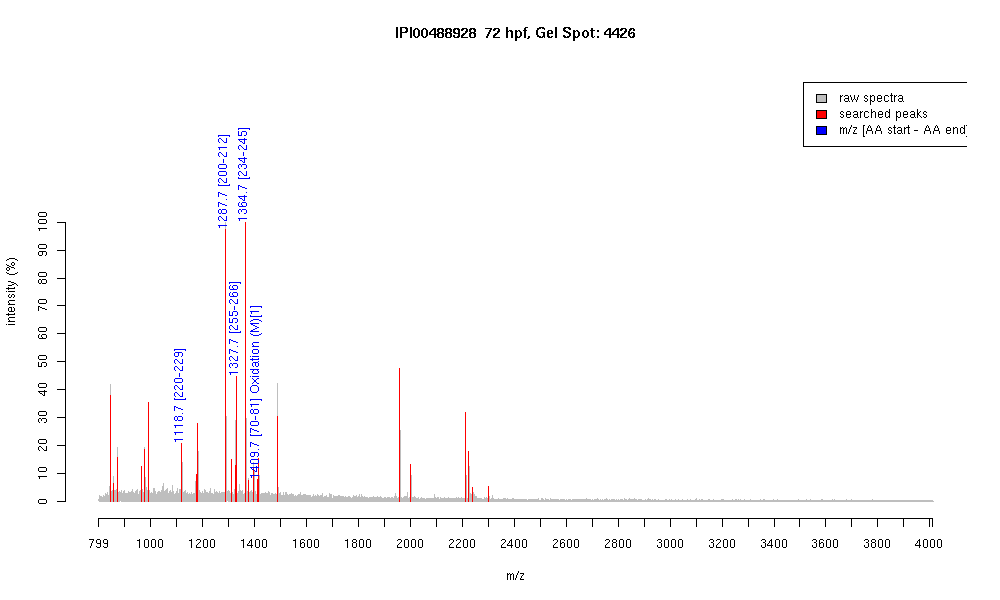 IPI00488928 72 hpf, Gel Spot: 4426
raw spectra
searched peaks
m/z [AA start - AA end]
1287.7 [200-212]
1364.7 [234-245]
1327.7 [255-266]
1409.7 [70-81] Oxidation (M)[1]
1118.7 [220-229]
intensity (%)
100
90
80
70
60
50
40
30
20
10
0
799 1000 1200 1400 1600 1800 2000 2200 2400 2600 2800 3000 3200 3400 3600 3800 4000
m/z